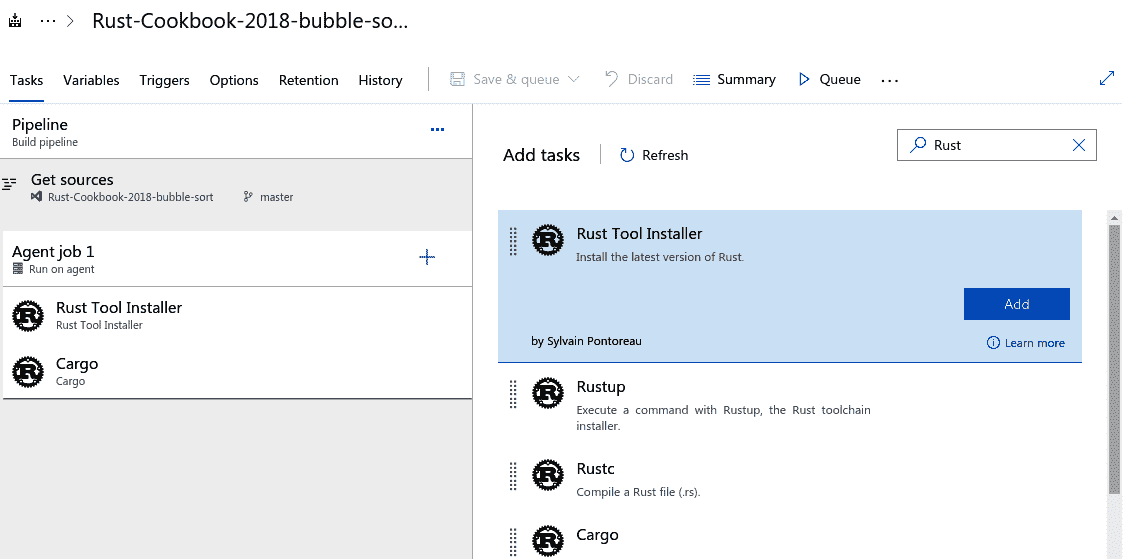 ··· > Rust-Cookbook-2018-bubble-so...
Tasks Variables Triggers Options Retention History Save & queue Discard Summary Queue ...
Pipeline ...
Build pipeline
Get sources
Rust-Cookbook-2018-bubble-sort master
Agent job 1 +
Run on agent
Rust Tool Installer
Rust Tool Installer
Cargo
Cargo
Add tasks Refresh Rust
Rust Tool Installer
Install the latest version of Rust.
Add
by Sylvain Pontoreau Learn more
Rustup
Execute a command with Rustup, the Rust toolchain
installer.
Rustc
Compile a Rust file (.rs).
Cargo